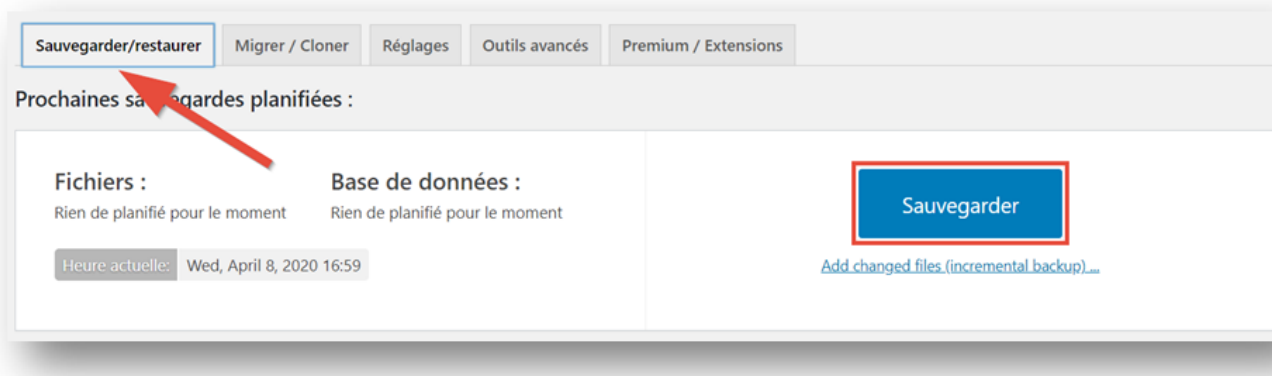 Sauvegarder/restaurer Migrer / Cloner Réglages Outils avancés Premium / Extensions
Prochaines sauvegardes planifiées :
Fichiers : Base de données :
Rien de planifié pour le moment Rien de planifié pour le moment
Heure actuelle: Wed, April 8, 2020 16:59
Sauvegarder
Add changed files (incremental backup) ...